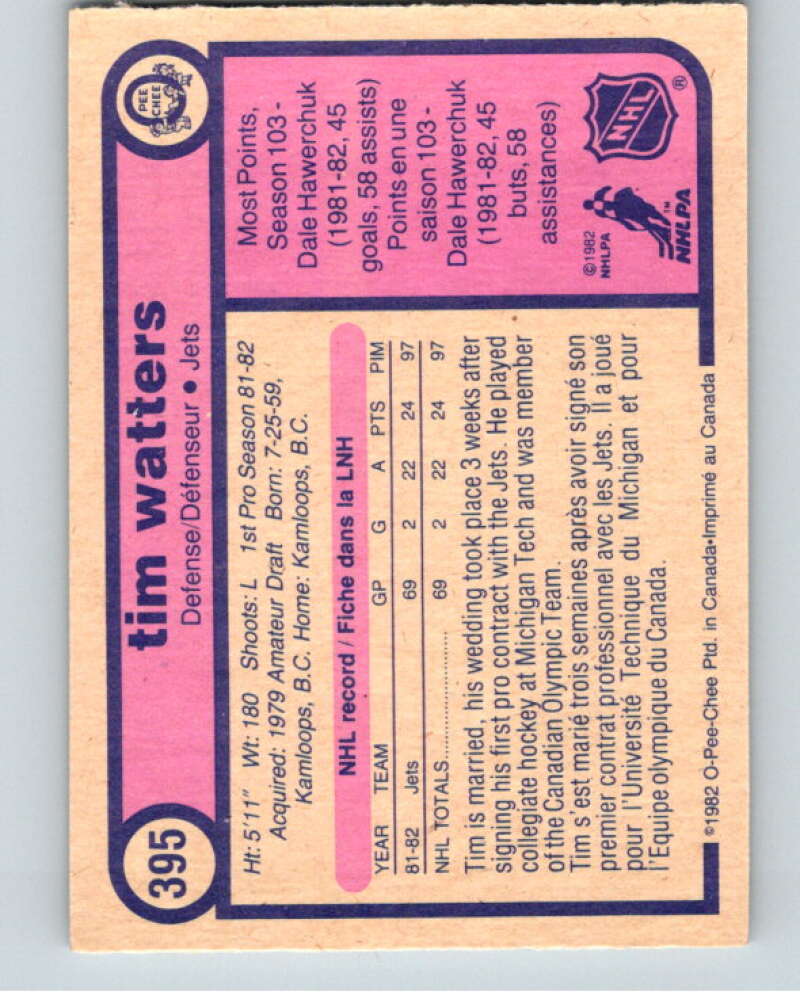 395
tim watters
Defense/Défenseur • Jets
O
PEE
CHEE
Ht: 5'11" Wt: 180 Shoots: L 1st Pro Season 81-82
Acquired: 1979 Amateur Draft Born: 7-25-59,
Kamloops, B.C. Home: Kamloops, B.C.
NHL record / Fiche dans la LNH
YEAR TEAM GP G A PTS PIM
81-82 Jets 69 2 22 24 97
NHL TOTALS 69 2 22 24 97
Tim is married, his wedding took place 3 weeks after
signing his first pro contract with the Jets. He played
collegiate hockey at Michigan Tech and was member
of the Canadian Olympic Team.
Tim s'est marié trois semaines après avoir signé son
premier contrat professionnel avec les Jets. Il a joué
pour l'Université Technique du Michigan et pour
l'Equipe olympique du Canada.
Most Points,
Season 103 -
Dale Hawerchuk
(1981-82, 45
goals, 58 assists)
Points en une
saison 103 -
Dale Hawerchuk
(1981-82, 45
buts, 58
assistances)
©1982
NHLPA
NHLPA™
NHL®
©1982 O-Pee-Chee Ptd. in Canada•Imprimé au Canada